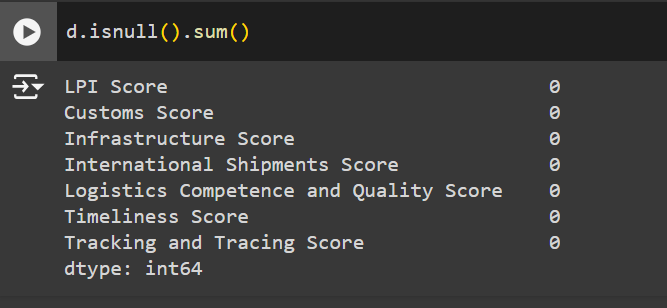 d.isnull().sum()
LPI Score 0
Customs Score 0
Infrastructure Score 0
International Shipments Score 0
Logistics Competence and Quality Score 0
Timeliness Score 0
Tracking and Tracing Score 0
dtype: int64